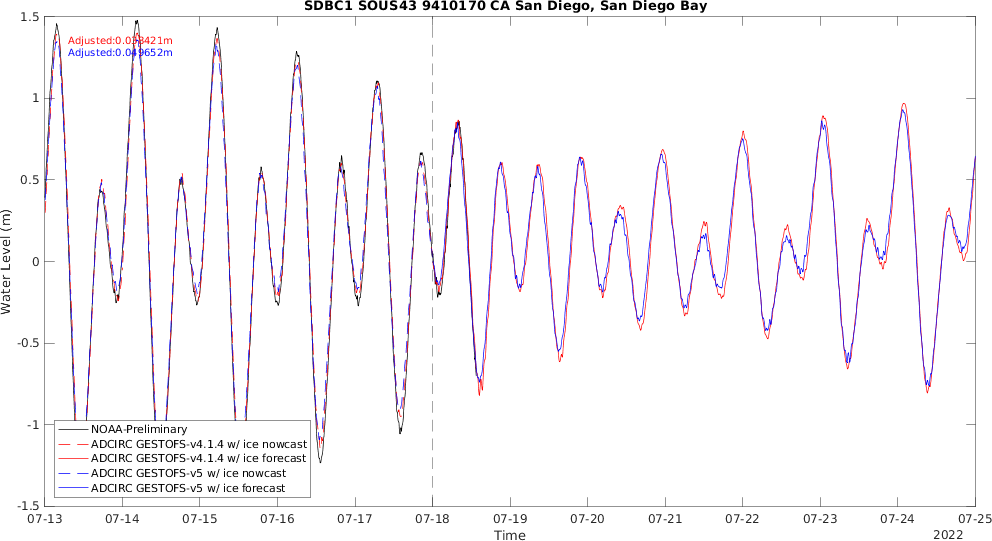 SDBC1 SOUS43 9410170 CA San Diego, San Diego Bay
1.5
Adjusted:0.033421m
Adjusted:0.049652m
1
0.5
0
-0.5
-1
-1.5
Water Level (m)
NOAA-Preliminary
ADCIRC GESTOFS-v4.1.4 w/ ice nowcast
ADCIRC GESTOFS-v4.1.4 w/ ice forecast
ADCIRC GESTOFS-v5 w/ ice nowcast
ADCIRC GESTOFS-v5 w/ ice forecast
07-13 07-14 07-15 07-16 07-17 07-18 07-19 07-20 07-21 07-22 07-23 07-24 07-25
Time
2022